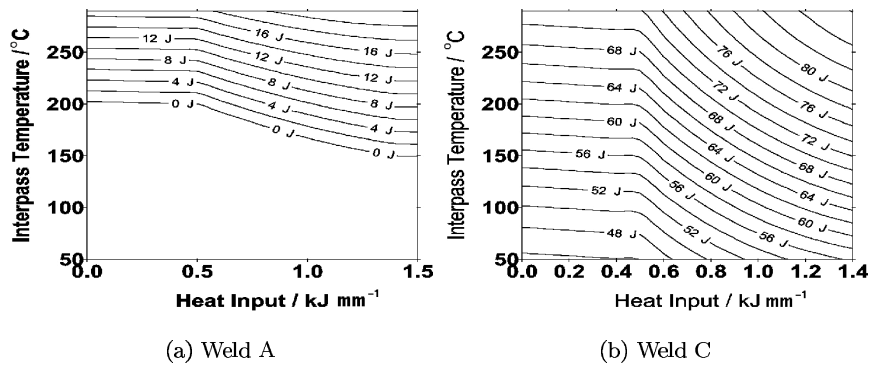 Interpass Temperature /°C
250
200
150
100
50
16 J
16 J
12 J
12 J
12 J
8 J
8 J
8 J
4 J
4 J
4 J
0 J
0 J
0 J
0.0 0.5 1.0 1.5
Heat Input / kJ mm⁻¹
(a) Weld A
Interpass Temperature / °C
250
200
150
100
50
68 J
64 J
60 J
56 J
52 J
48 J
76 J
72 J
68 J
64 J
60 J
56 J
52 J
80 J
76 J
72 J
68 J
64 J
60 J
56 J
0.0 0.2 0.4 0.6 0.8 1.0 1.2 1.4
Heat Input / kJ mm⁻¹
(b) Weld C